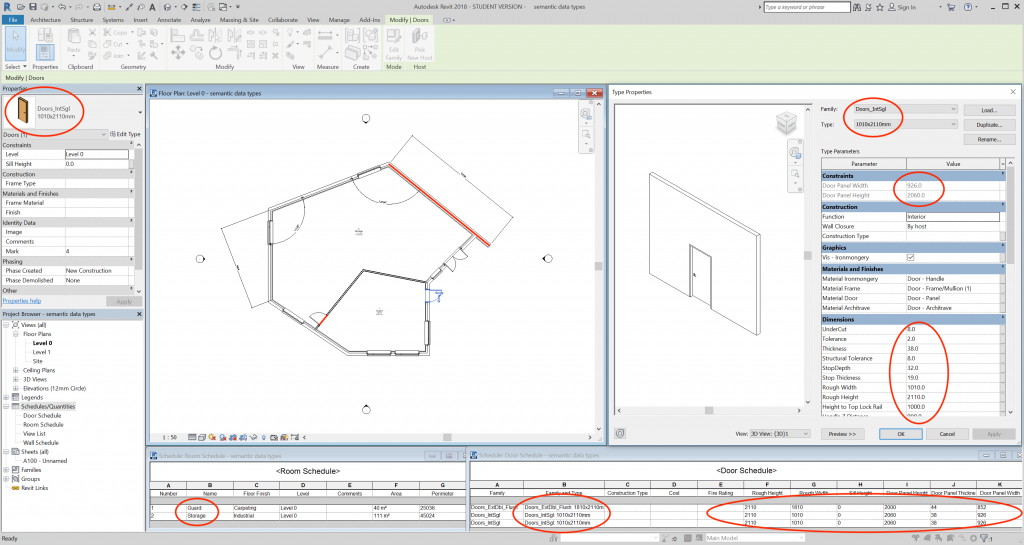 Autodesk Revit 2018 - STUDENT VERSION - semantic data types
Type a keyword or phrase
Sign In
File Architecture Structure Systems Insert Annotate Analyze Massing & Site Collaborate View Manage Add-Ins Modify | Doors
Modify
Properties
Paste
Cope
Cut
Join
Edit Family
Pick New Host
Select Properties Clipboard Geometry Modify View Measure Create Mode Host
Modify | Doors
Properties
Doors_IntSgl
1010x2110mm
Doors (1)
Edit Type
Constraints
Level Level 0
Sill Height 0.0
Construction
Frame Type
Materials and Finishes
Frame Material
Finish
Identity Data
Image
Comments
Mark 4
Phasing
Phase Created New Construction
Phase Demolished None
Other
Properties help
Apply
Project Browser - semantic data types
Views (all)
Floor Plans
Level 0
Level 1
Site
Ceiling Plans
3D Views
Elevations (12mm Circle)
Legends
Schedules/Quantities
Door Schedule
Room Schedule
View List
Wall Schedule
Sheets (all)
A100 - Unnamed
Families
Groups
Revit Links
Floor Plan: Level 0 - semantic data types
1 : 50
Type Properties
Family: Doors_IntSgl
Load...
Type: 1010x2110mm
Duplicate...
Rename...
Type Parameters
Parameter Value
Constraints
Door Panel Width 926.0
Door Panel Height 2060.0
Construction
Function Interior
Wall Closure By host
Construction Type
Graphics
Vis - Ironmongery
Materials and Finishes
Material Ironmongery Door - Handle
Material Frame Door - Frame/Mullion (1)
Material Door Door - Panel
Material Architrave Door - Architrave
Dimensions
UnderCut 8.0
Tolerance 2.0
Thickness 38.0
Structural Tolerance 8.0
StopDepth 32.0
Stop Thickness 19.0
Rough Width 1010.0
Rough Height 2110.0
Height to Top Lock Rail 1000.0
View: 3D View: {3D}1
Preview >>
OK
Cancel
Apply
Schedule: Room Schedule - semantic data types
<Room Schedule>
A B C D E F G
Number Name Floor Finish Level Comments Area Perimeter
1 Guard Carpeting Level 0 40 m² 25036
2 Storage Industrial Level 0 111 m² 45024
Schedule: Door Schedule - semantic data types
<Door Schedule>
A B C D E F G H I J K
Family Family and Type Construction Type Cost Fire Rating Rough Height Rough Width Sill Height Door Panel Height Door Panel Thickne Door Panel Width
Doors_ExtDbl_Flush Doors_ExtDbl_Flush: 1810x2110m 2110 1810 0 2000 44 852
Doors_IntSgl Doors_IntSgl: 1010x2110mm 2110 1010 0 2060 38 926
Doors_IntSgl Doors_IntSgl: 1010x2110mm 2110 1010 0 2060 38 926
Ready
Main Model